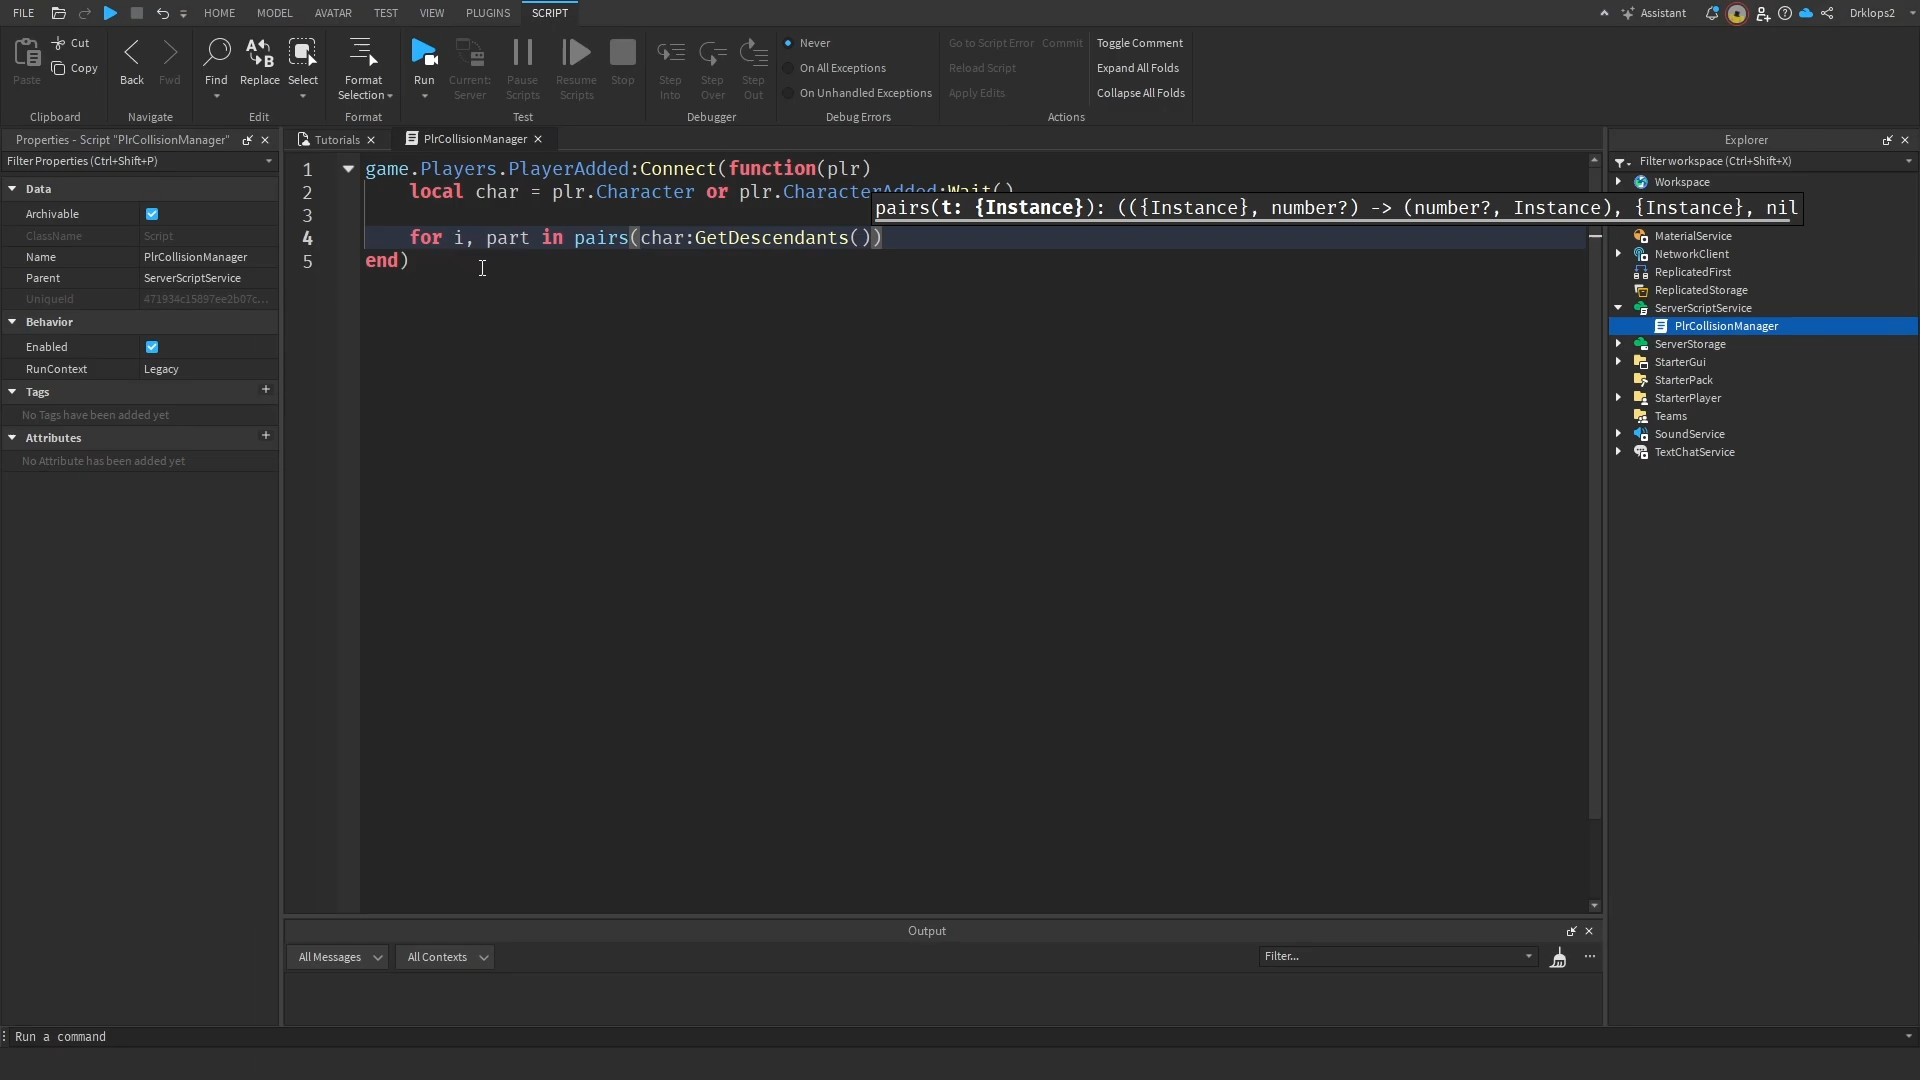 FILE HOME MODEL AVATAR TEST VIEW PLUGINS SCRIPT Assistant Drklops2
Paste Cut Copy Back Fwd Find Replace Select Format Selection Run Current: Server Pause Scripts Resume Scripts Stop Step Into Step Over Step Out
Never
On All Exceptions
On Unhandled Exceptions
Go to Script Error Commit
Reload Script
Apply Edits
Toggle Comment
Expand All Folds
Collapse All Folds
Clipboard Navigate Edit Format Test Debugger Debug Errors Actions
Properties - Script "PlrCollisionManager"
Filter Properties (Ctrl+Shift+P)
Data
Archivable
ClassName Script
Name PlrCollisionManager
Parent ServerScriptService
UniqueId 471934c15897ee2b07c...
Behavior
Enabled
RunContext Legacy
Tags +
No Tags have been added yet
Attributes +
No Attribute has been added yet
Tutorials PlrCollisionManager
1 game.Players.PlayerAdded:Connect(function(plr)
2 local char = plr.Character or plr.CharacterAdded:Wait()
pairs(t: {Instance}): (({Instance}, number?) -> (number?, Instance), {Instance}, nil
3
4 for i, part in pairs(char:GetDescendants())
5 end)
Output
All Messages All Contexts Filter... ...
Run a command
Explorer
Filter workspace (Ctrl+Shift+X)
Workspace
MaterialService
NetworkClient
ReplicatedFirst
ReplicatedStorage
ServerScriptService
PlrCollisionManager
ServerStorage
StarterGui
StarterPack
StarterPlayer
Teams
SoundService
TextChatService